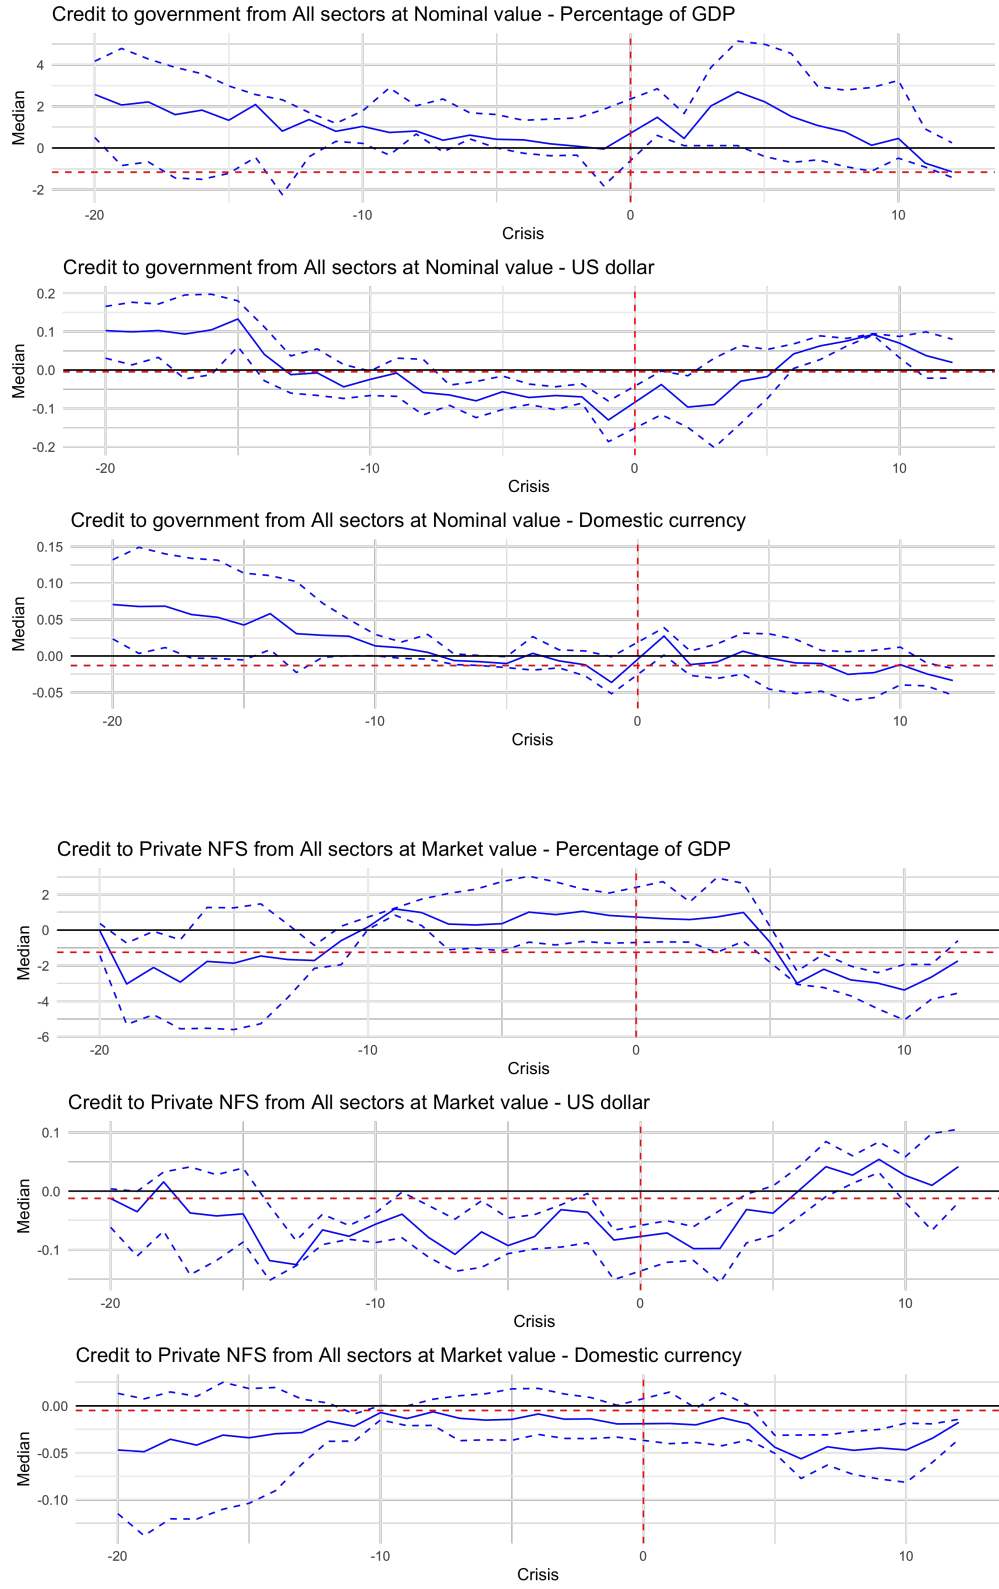 Credit to government from All sectors at Nominal value - Percentage of GDP
4
2
0
-2
Median
-20
-10
0
10
Crisis
Credit to government from All sectors at Nominal value - US dollar
0.2
0.1
0.0
-0.1
-0.2
Median
-20
-10
0
10
Crisis
Credit to government from All sectors at Nominal value - Domestic currency
0.15
0.10
0.05
0.00
-0.05
Median
-20
-10
0
10
Crisis
Credit to Private NFS from All sectors at Market value - Percentage of GDP
2
0
-2
-4
-6
Median
-20
-10
0
10
Crisis
Credit to Private NFS from All sectors at Market value - US dollar
0.1
0.0
-0.1
Median
-20
-10
0
10
Crisis
Credit to Private NFS from All sectors at Market value - Domestic currency
0.00
-0.05
-0.10
Median
-20
-10
0
10
Crisis